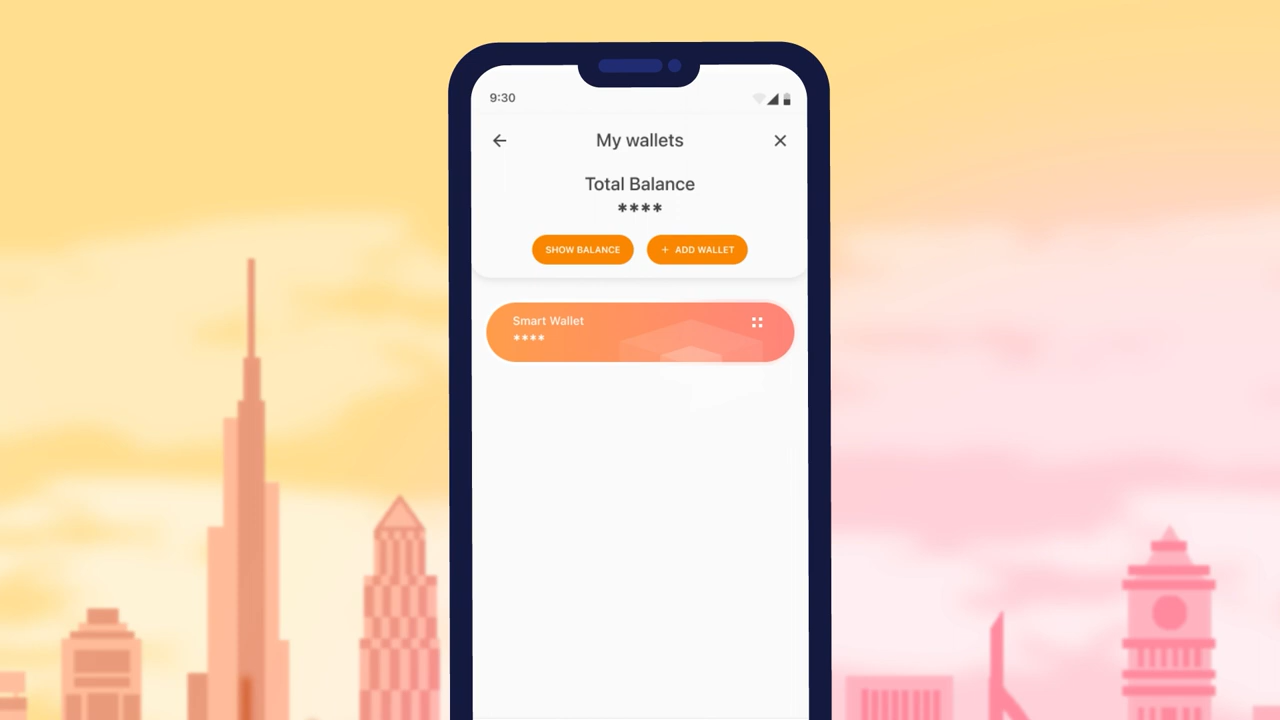 9:30
My wallets
Total Balance
****
SHOW BALANCE
+ ADD WALLET
Smart Wallet
****